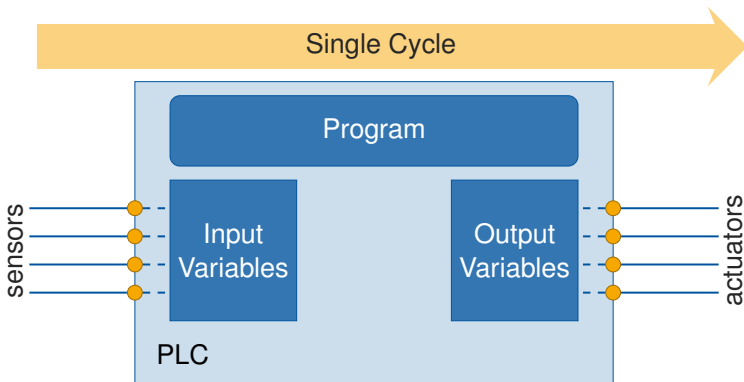 Single Cycle
Program
sensors
Input
Variables
Output
Variables
actuators
PLC